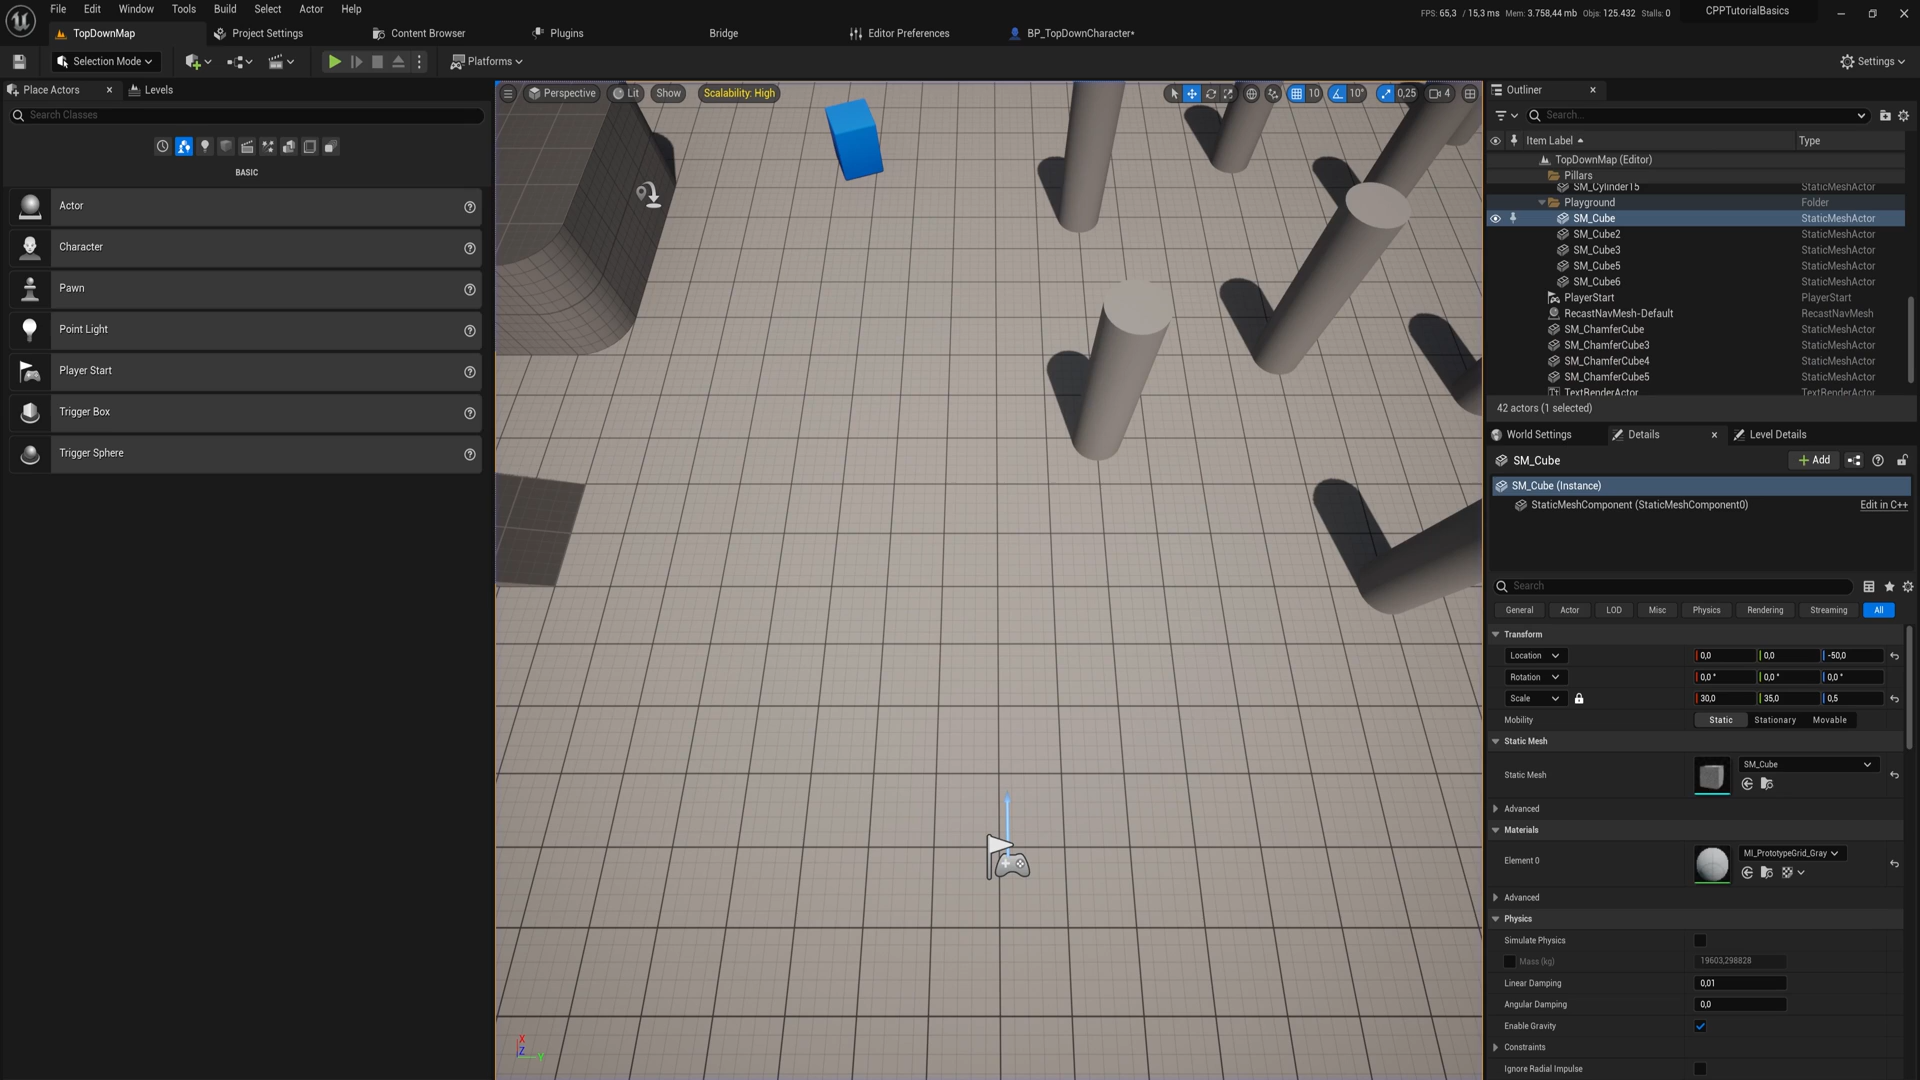 File Edit Window Tools Build Select Actor Help
FPS: 65,3 / 15,3 ms Mem: 3.758,44 mb Objs: 125.432 Stalls: 0
CPPTutorialBasics
TopDownMap
Project Settings
Content Browser
Plugins
Bridge
Editor Preferences
BP_TopDownCharacter*
Selection Mode
Platforms
Settings
Place Actors
Levels
Search Classes
BASIC
Actor
Character
Pawn
Point Light
Player Start
Trigger Box
Trigger Sphere
Perspective
Lit
Show
Scalability: High
10
10°
0,25
4
X
Z
Y
Outliner
Search...
Item Label Type
TopDownMap (Editor)
Pillars
SM_Cylinder15 StaticMeshActor
Playground Folder
SM_Cube StaticMeshActor
SM_Cube2 StaticMeshActor
SM_Cube3 StaticMeshActor
SM_Cube5 StaticMeshActor
SM_Cube6 StaticMeshActor
PlayerStart PlayerStart
RecastNavMesh-Default RecastNavMesh
SM_ChamferCube StaticMeshActor
SM_ChamferCube3 StaticMeshActor
SM_ChamferCube4 StaticMeshActor
SM_ChamferCube5 StaticMeshActor
TextRenderActor TextRenderActor
42 actors (1 selected)
World Settings
Details
Level Details
SM_Cube
Add
SM_Cube (Instance)
StaticMeshComponent (StaticMeshComponent0) Edit in C++
Search
General Actor LOD Misc Physics Rendering Streaming All
Transform
Location 0,0 0,0 -50,0
Rotation 0,0 ° 0,0 ° 0,0 °
Scale 30,0 35,0 0,5
Mobility Static Stationary Movable
Static Mesh
Static Mesh SM_Cube
Advanced
Materials
Element 0 MI_PrototypeGrid_Gray
Advanced
Physics
Simulate Physics
Mass (kg) 19603,298828
Linear Damping 0,01
Angular Damping 0,0
Enable Gravity
Constraints
Ignore Radial Impulse